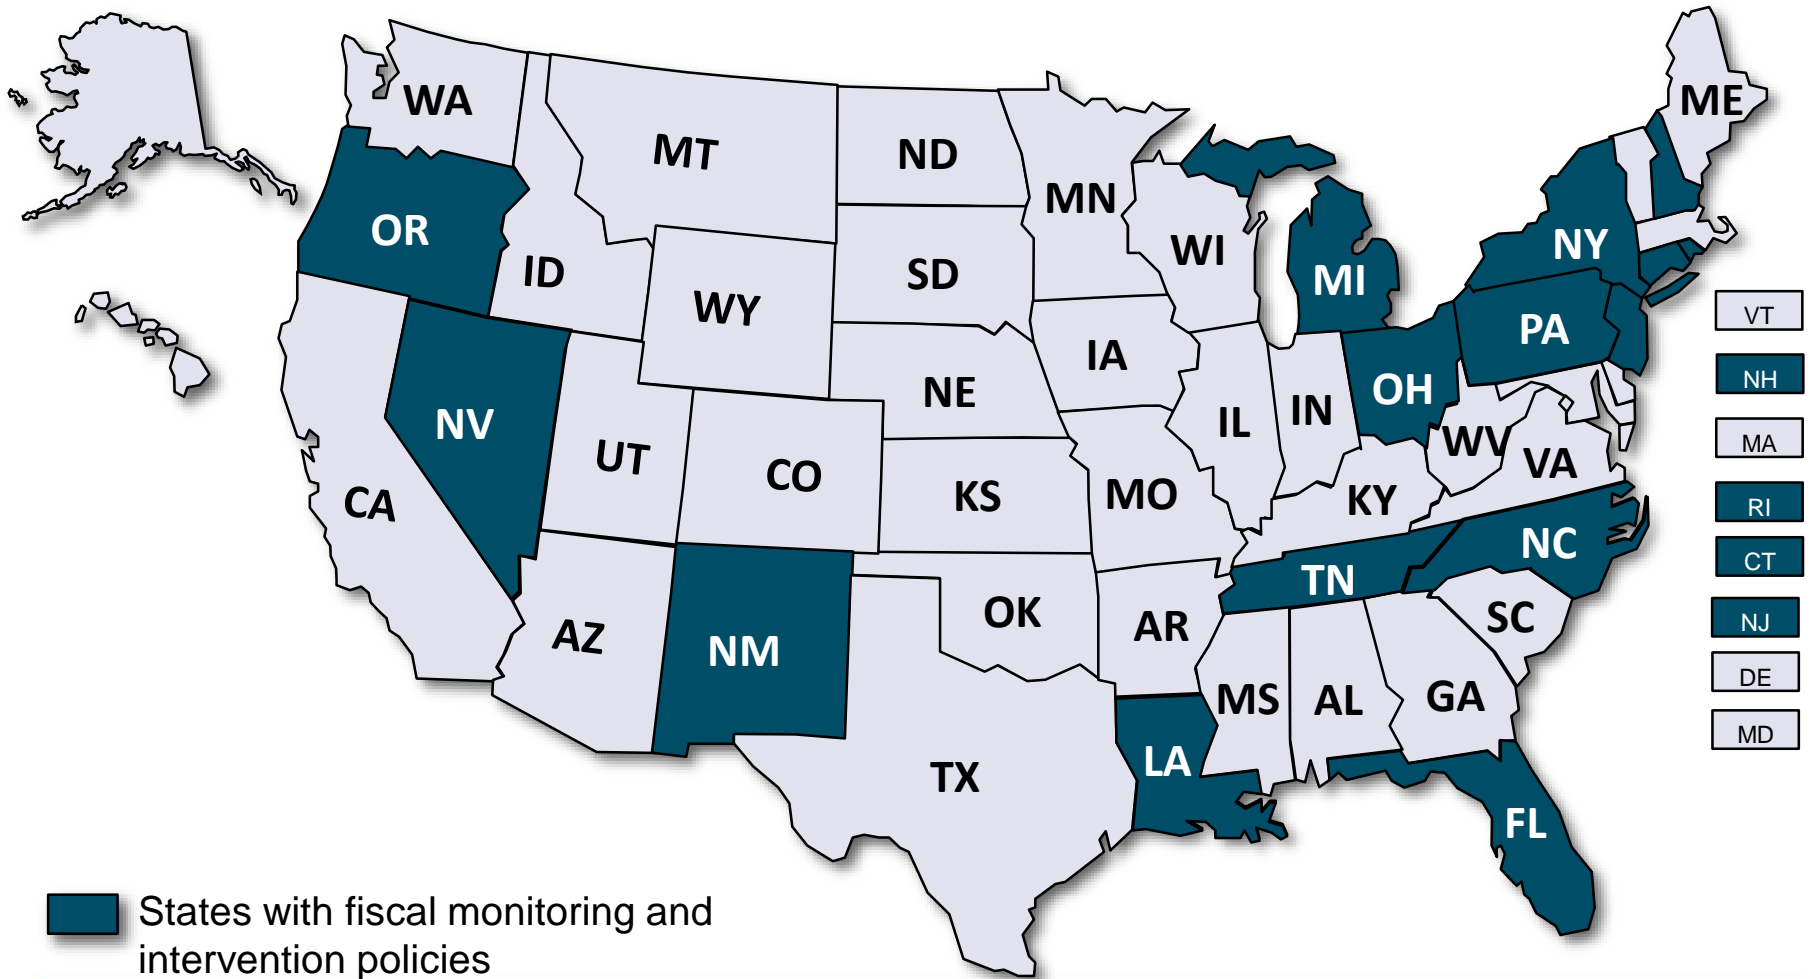 WA
MT
ND
MN
ME
OR
ID
WY
SD
WI
MI
NY
VT
PA
NH
NV
UT
CO
NE
IA
IL
IN
OH
WV
VA
MA
CA
KS
MO
KY
RI
NC
CT
TN
AZ
NM
OK
AR
SC
NJ
MS
AL
GA
DE
MD
TX
LA
FL
States with fiscal monitoring and
intervention policies